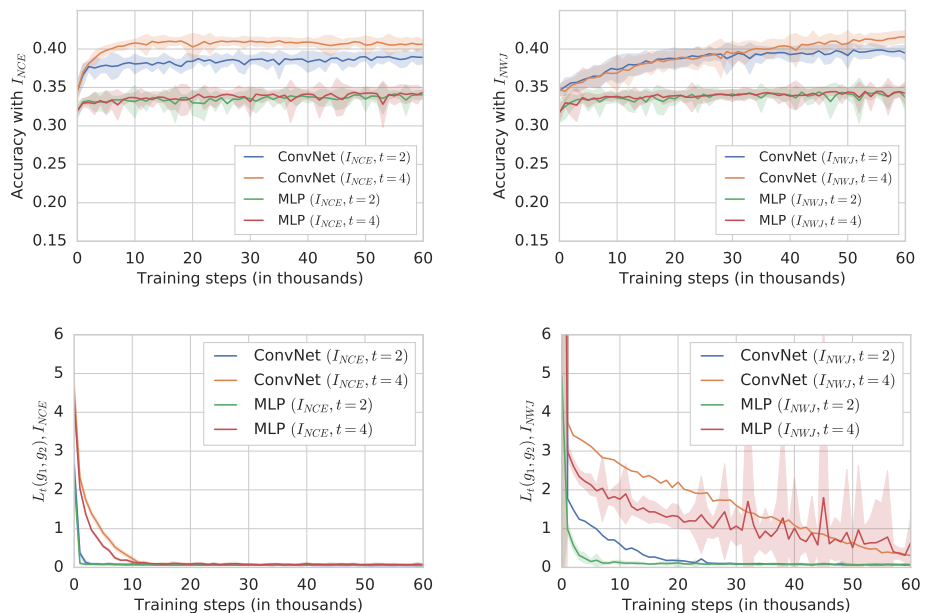 Accuracy with I_NCE
0.40
0.35
0.30
0.25
0.20
0.15
ConvNet (I_NCE, t=2)
ConvNet (I_NCE, t=4)
MLP (I_NCE, t=2)
MLP (I_NCE, t=4)
0 10 20 30 40 50 60
Training steps (in thousands)
Accuracy with I_NWJ
0.40
0.35
0.30
0.25
0.20
0.15
ConvNet (I_NWJ, t=2)
ConvNet (I_NWJ, t=4)
MLP (I_NWJ, t=2)
MLP (I_NWJ, t=4)
0 10 20 30 40 50 60
Training steps (in thousands)
L_t(g_1, g_2), I_NCE
6
5
4
3
2
1
0
ConvNet (I_NCE, t=2)
ConvNet (I_NCE, t=4)
MLP (I_NCE, t=2)
MLP (I_NCE, t=4)
0 10 20 30 40 50 60
Training steps (in thousands)
L_t(g_1, g_2), I_NWJ
6
5
4
3
2
1
0
ConvNet (I_NWJ, t=2)
ConvNet (I_NWJ, t=4)
MLP (I_NWJ, t=2)
MLP (I_NWJ, t=4)
0 10 20 30 40 50 60
Training steps (in thousands)